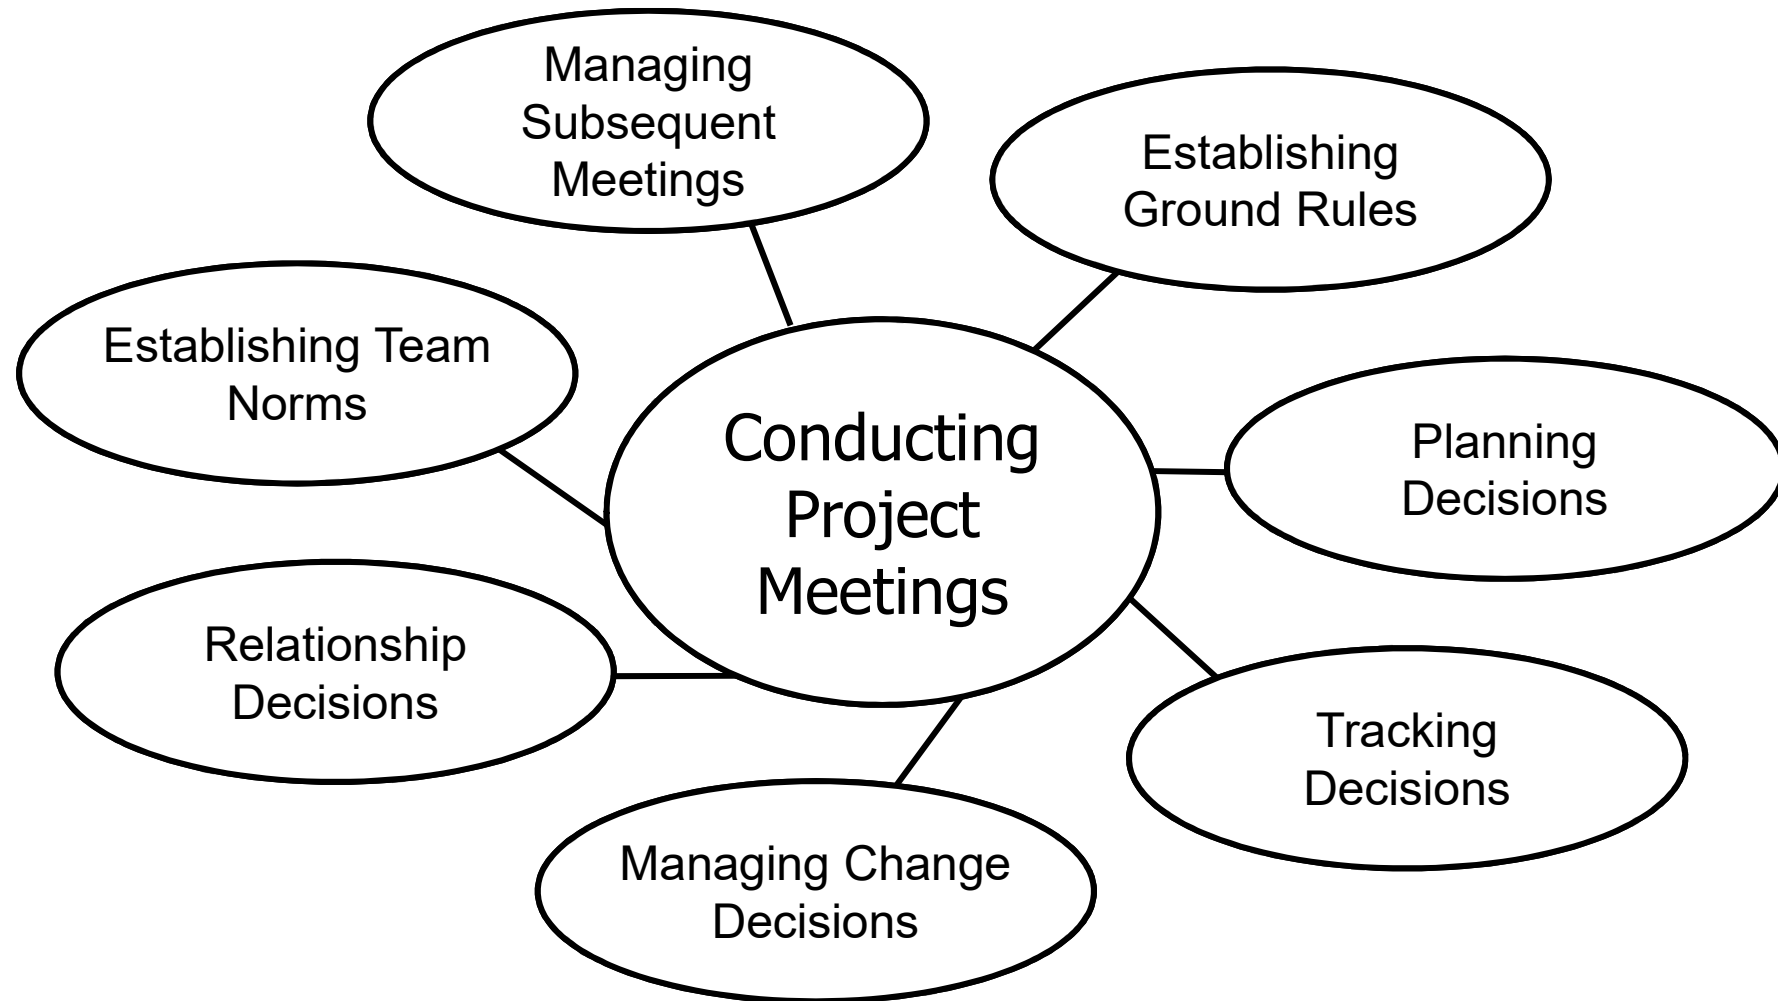 Managing
Subsequent
Meetings
Establishing
Ground Rules
Establishing Team
Norms
Conducting
Project
Meetings
Planning
Decisions
Relationship
Decisions
Tracking
Decisions
Managing Change
Decisions